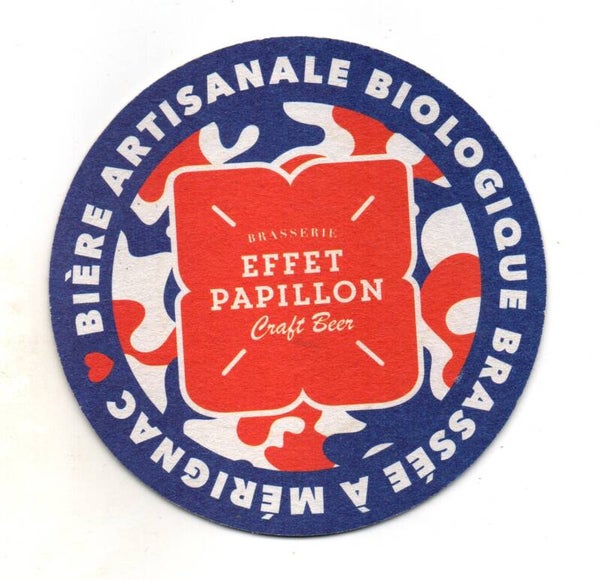 BIÈRE ARTISANALE BIOLOGIQUE BRASSÉE À MÉRIGNAC
BRASSERIE
EFFET
PAPILLON
Craft Beer